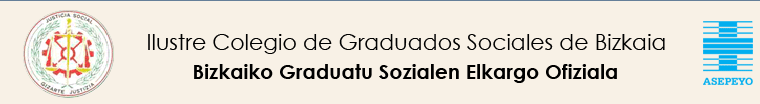 JUSTICIA SOCIAL
GIZARTE JUSTIZIA
Ilustre Colegio de Graduados Sociales de Bizkaia
Bizkaiko Graduatu Sozialen Elkargo Ofiziala
ASEPEYO